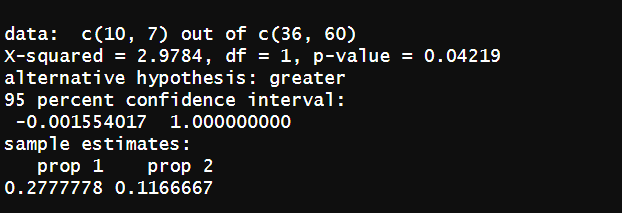 data:  c(10, 7) out of c(36, 60)
X-squared = 2.9784, df = 1, p-value = 0.04219
alternative hypothesis: greater
95 percent confidence interval:
 -0.001554017  1.000000000
sample estimates:
   prop 1    prop 2
0.2777778 0.1166667